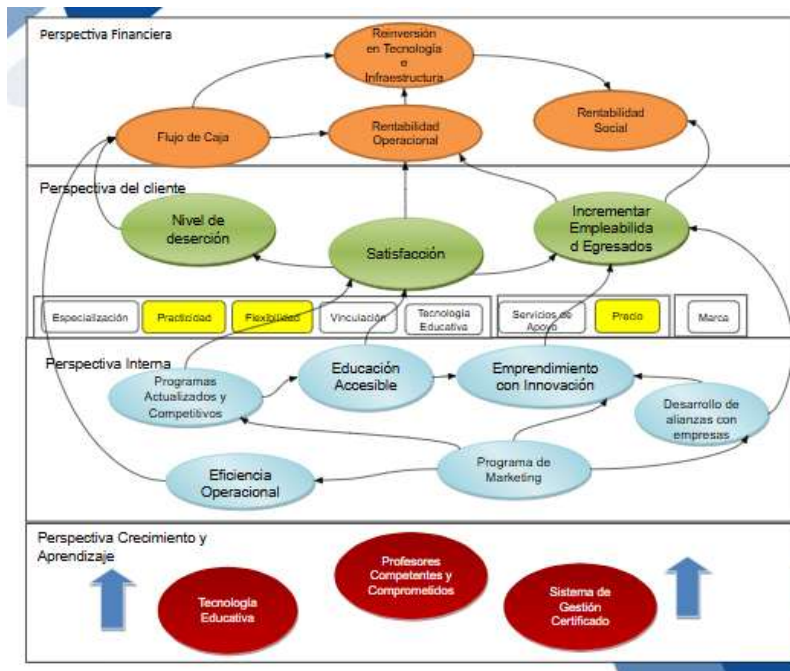 Perspectiva Financiera
Reinversión
en Tecnología
e
Infraestructura
Flujo de Caja
Rentabilidad
Operacional
Rentabilidad
Social
Perspectiva del cliente
Nivel de
deserción
Satisfacción
Incrementar
Empleabilida
d Egresados
Especialización
Practicidad
Flexibilidad
Vinculación
Tecnología
Educativa
Servicios de
Apoyo
Precio
Marca
Perspectiva Interna
Programas
Actualizados y
Competitivos
Educación
Accesible
Emprendimiento
con Innovación
Desarrollo de
alianzas con
empresas
Eficiencia
Operacional
Programa de
Marketing
Perspectiva Crecimiento y
Aprendizaje
Tecnología
Educativa
Profesores
Competentes y
Comprometidos
Sistema de
Gestión
Certificado